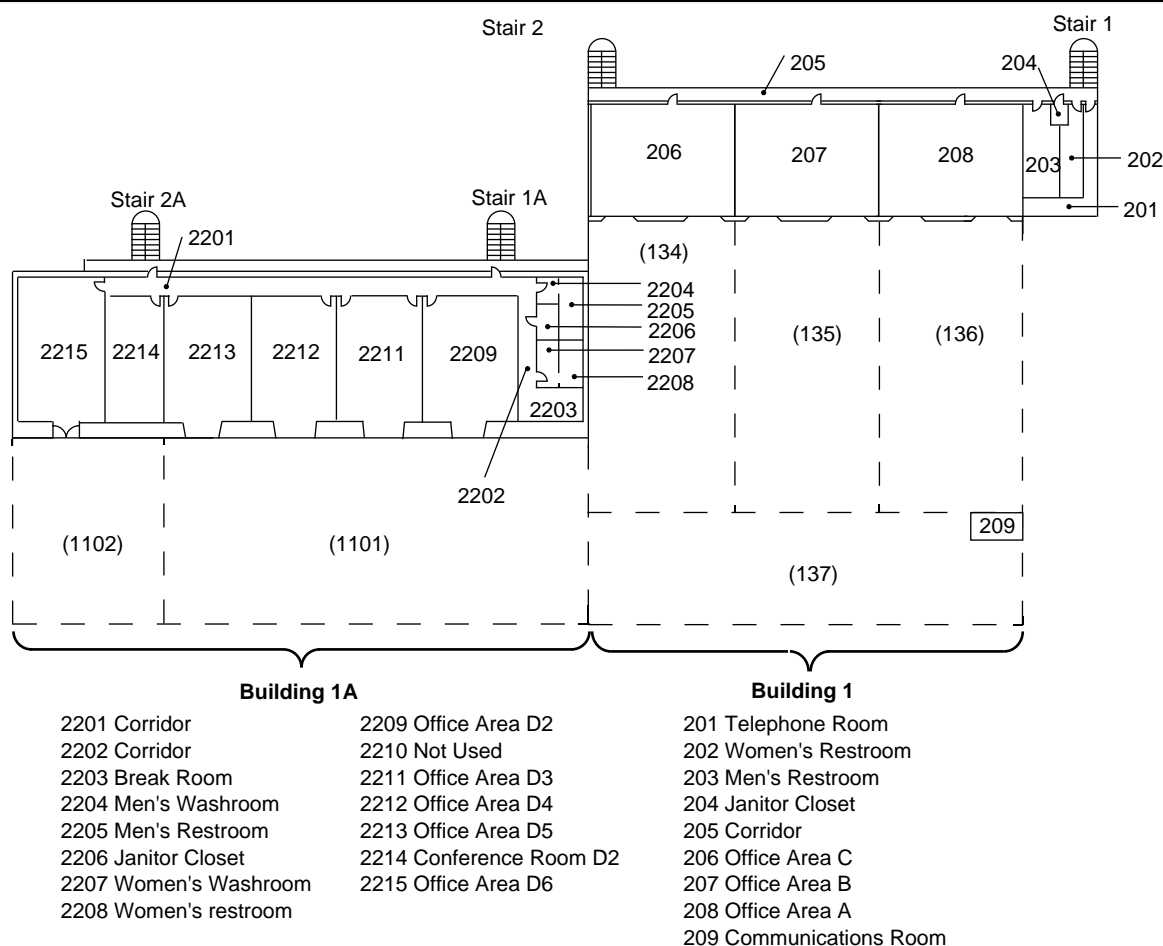 Stair 2
Stair 1
205
204
206
207
208
203
202
201
Stair 2A
Stair 1A
2201
(134)
2204
2205
2206
2207
2208
(135)
(136)
2215
2214
2213
2212
2211
2209
2203
2202
209
(1102)
(1101)
(137)
Building 1A
2201 Corridor
2202 Corridor
2203 Break Room
2204 Men's Washroom
2205 Men's Restroom
2206 Janitor Closet
2207 Women's Washroom
2208 Women's restroom
2209 Office Area D2
2210 Not Used
2211 Office Area D3
2212 Office Area D4
2213 Office Area D5
2214 Conference Room D2
2215 Office Area D6
Building 1
201 Telephone Room
202 Women's Restroom
203 Men's Restroom
204 Janitor Closet
205 Corridor
206 Office Area C
207 Office Area B
208 Office Area A
209 Communications Room